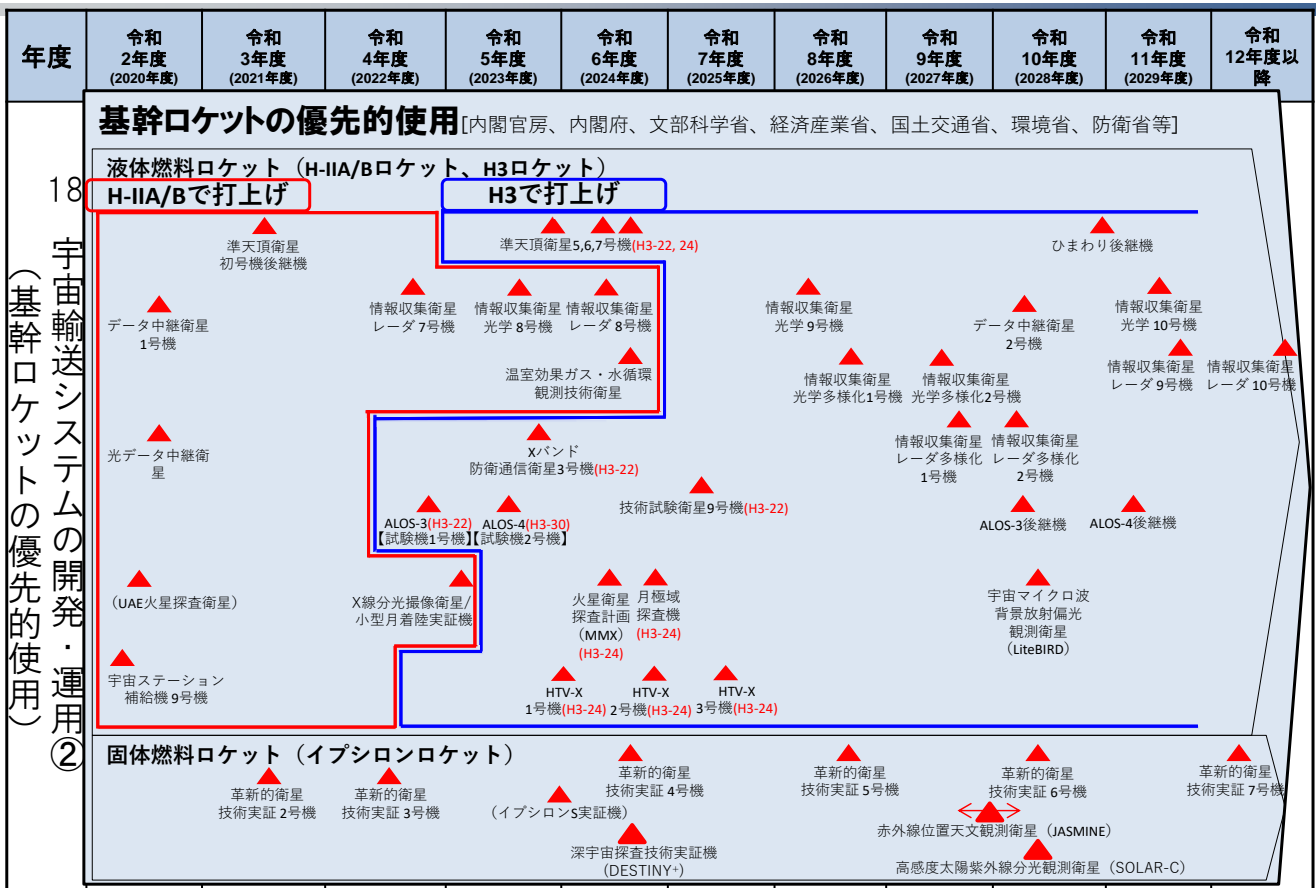 年度
令和
2年度
(2020年度)
令和
3年度
(2021年度)
令和
4年度
(2022年度)
令和
5年度
(2023年度)
令和
6年度
(2024年度)
令和
7年度
(2025年度)
令和
8年度
(2026年度)
令和
9年度
(2027年度)
令和
10年度
(2028年度)
令和
11年度
(2029年度)
令和
12年度以
降
18 宇宙輸送システムの開発・運用②
（基幹ロケットの優先的使用）
基幹ロケットの優先的使用[内閣官房、内閣府、文部科学省、経済産業省、国土交通省、環境省、防衛省等]
液体燃料ロケット（H-IIA/Bロケット、H3ロケット）
H-IIA/Bで打上げ
H3で打上げ
準天頂衛星
初号機後継機
準天頂衛星5,6,7号機(H3-22, 24)
ひまわり後継機
データ中継衛星
1号機
情報収集衛星
レーダ 7号機
情報収集衛星
光学 8号機
情報収集衛星
レーダ 8号機
情報収集衛星
光学 9号機
データ中継衛星
2号機
情報収集衛星
光学 10号機
温室効果ガス・水循環
観測技術衛星
情報収集衛星
光学多様化1号機
情報収集衛星
光学多様化2号機
情報収集衛星
レーダ 9号機
情報収集衛星
レーダ 10号機
光データ中継衛
星
Xバンド
防衛通信衛星3号機(H3-22)
情報収集衛星
レーダ多様化
1号機
情報収集衛星
レーダ多様化
2号機
技術試験衛星9号機(H3-22)
ALOS-3(H3-22)
【試験機1号機】
ALOS-4(H3-30)
【試験機2号機】
ALOS-3後継機
ALOS-4後継機
(UAE火星探査衛星)
X線分光撮像衛星/
小型月着陸実証機
火星衛星
探査計画
（MMX）
(H3-24)
月極域
探査機
(H3-24)
宇宙マイクロ波
背景放射偏光
観測衛星
(LiteBIRD)
宇宙ステーション
補給機 9号機
HTV-X
1号機(H3-24)
HTV-X
2号機(H3-24)
HTV-X
3号機(H3-24)
固体燃料ロケット（イプシロンロケット）
革新的衛星
技術実証 2号機
革新的衛星
技術実証 3号機
(イプシロンS実証機)
革新的衛星
技術実証 4号機
革新的衛星
技術実証 5号機
革新的衛星
技術実証 6号機
革新的衛星
技術実証 7号機
赤外線位置天文観測衛星（JASMINE）
深宇宙探査技術実証機
(DESTINY+)
高感度太陽紫外線分光観測衛星（SOLAR-C）